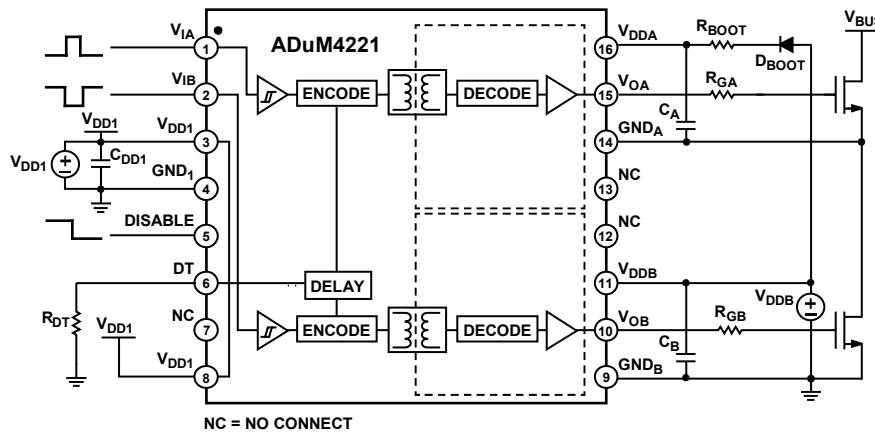 ADuM4221
V_IA
1
V_IB
2
V_DD1
V_DD1
3
V_DD1
C_DD1
GND_1
4
DISABLE
5
DT
6
R_DT
NC
7
V_DD1
V_DD1
8
ENCODE
DECODE
DELAY
ENCODE
DECODE
16
V_DDA
R_BOOT
D_BOOT
V_BUS
15
V_OA
R_GA
C_A
14
GND_A
13
NC
12
NC
11
V_DDB
V_DDB
10
V_OB
R_GB
C_B
9
GND_B
NC = NO CONNECT